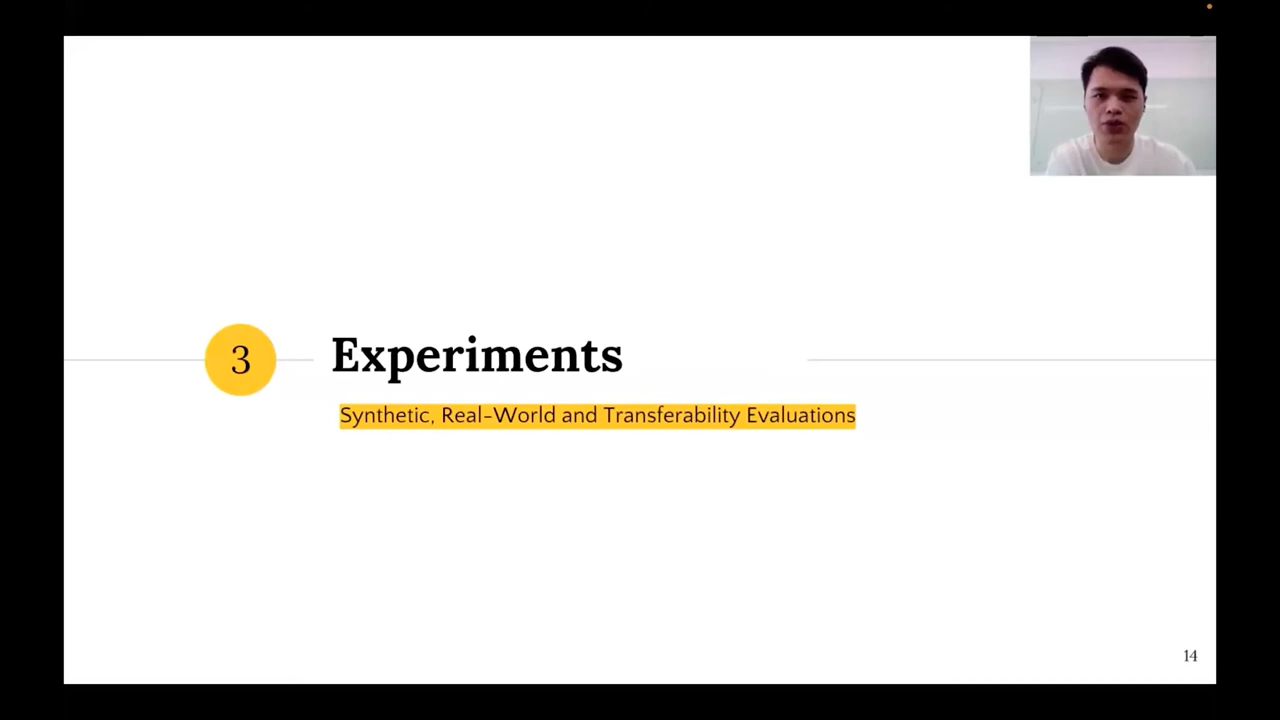 3
Experiments
Synthetic, Real-World and Transferability Evaluations
14